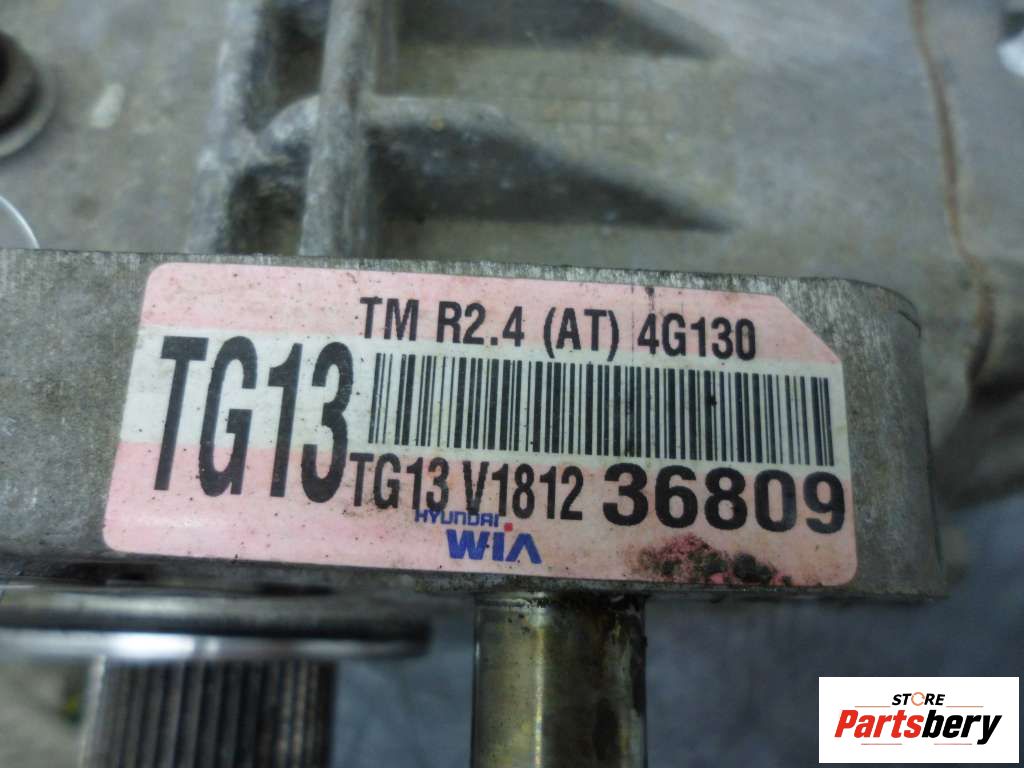 TM R2.4 (AT) 4G130
TG13
TG13 V1812 36809
HYUNDAI
WIA
STORE
Partsbery